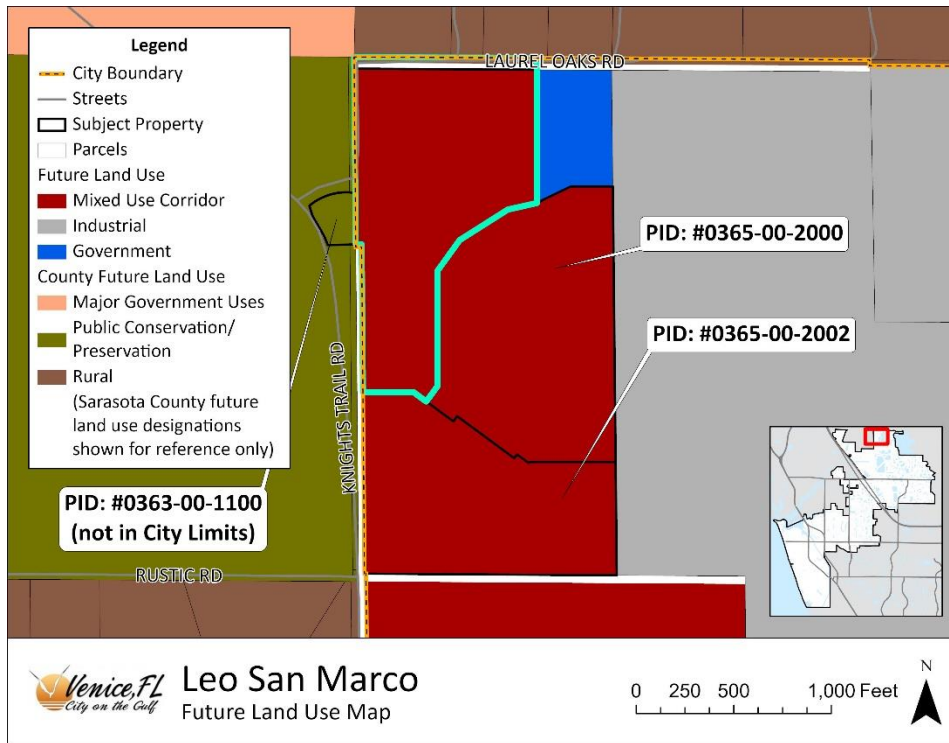 Legend
City Boundary
Streets
Subject Property
Parcels
Future Land Use
Mixed Use Corridor
Industrial
Government
County Future Land Use
Major Government Uses
Public Conservation/
Preservation
Rural
(Sarasota County future
land use designations
shown for reference only)
LAUREL OAKS RD
PID: #0365-00-2000
PID: #0365-00-2002
KNIGHTS TRAIL RD
PID: #0363-00-1100
(not in City Limits)
RUSTIC RD
Venice, FL
City on the Gulf
Leo San Marco
Future Land Use Map
0 250 500 1,000 Feet
N